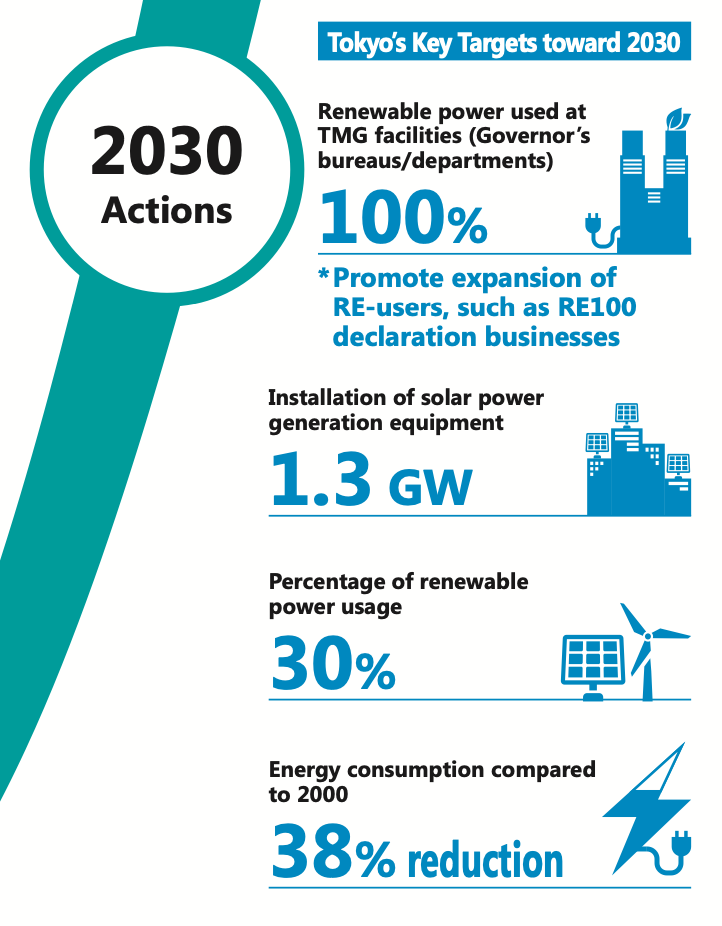 Tokyo's Key Targets toward 2030
2030
Actions
Renewable power used at
TMG facilities (Governor's
bureaus/departments)
100%
*Promote expansion of
RE-users, such as RE100
declaration businesses
Installation of solar power
generation equipment
1.3 GW
Percentage of renewable
power usage
30%
Energy consumption compared
to 2000
38% reduction